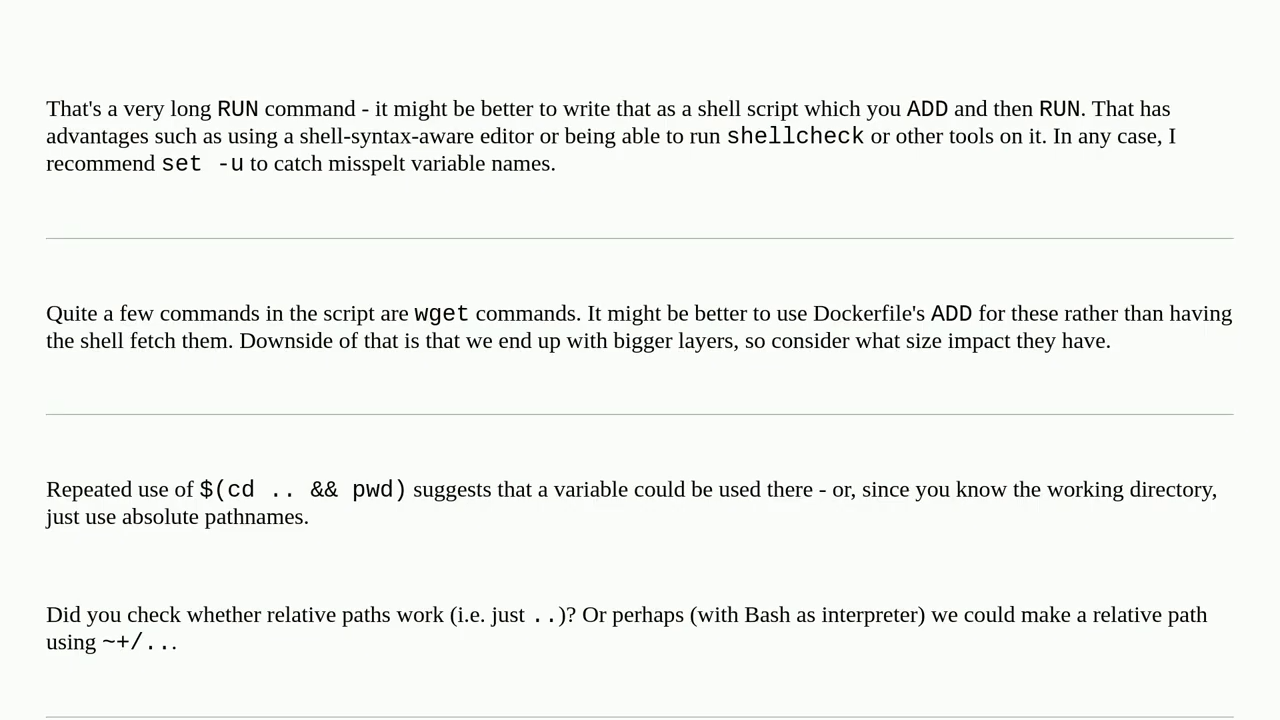 That's a very long RUN command - it might be better to write that as a shell script which you ADD and then RUN. That has
advantages such as using a shell-syntax-aware editor or being able to run shellcheck or other tools on it. In any case, I
recommend set -u to catch misspelt variable names.
Quite a few commands in the script are wget commands. It might be better to use Dockerfile's ADD for these rather than having
the shell fetch them. Downside of that is that we end up with bigger layers, so consider what size impact they have.
Repeated use of $(cd .. && pwd) suggests that a variable could be used there - or, since you know the working directory,
just use absolute pathnames.
Did you check whether relative paths work (i.e. just ..)? Or perhaps (with Bash as interpreter) we could make a relative path
using ~+/...